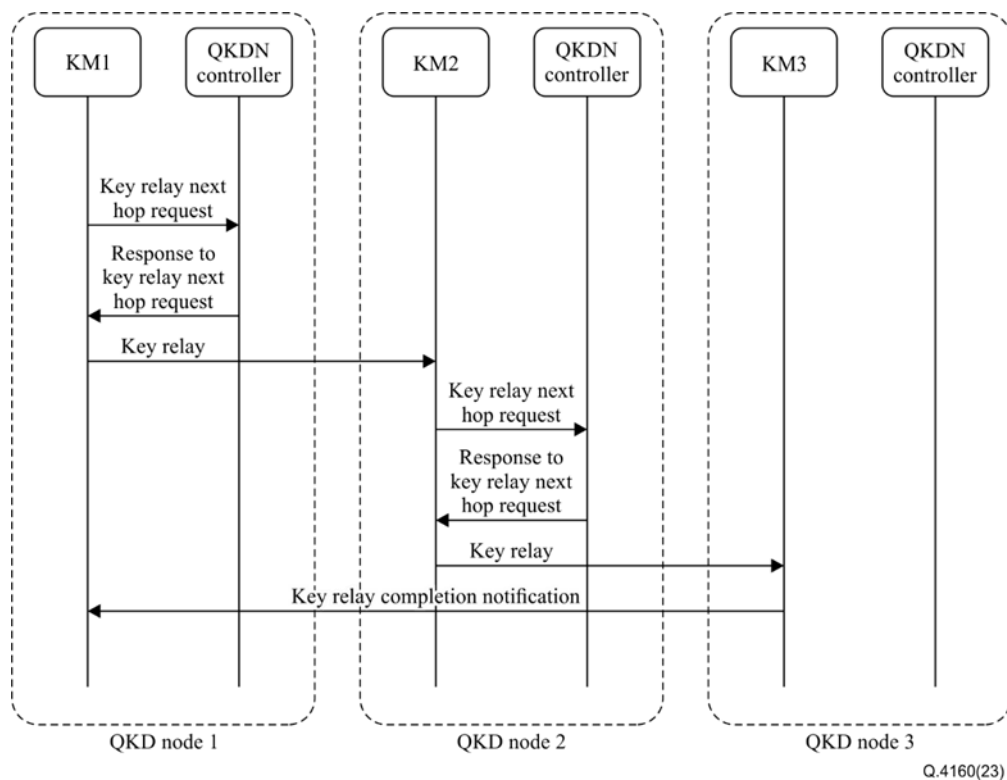 KM1
QKDN
controller
KM2
QKDN
controller
KM3
QKDN
controller
Key relay next
hop request
Response to
key relay next
hop request
Key relay
Key relay next
hop request
Response to
key relay next
hop request
Key relay
Key relay completion notification
QKD node 1
QKD node 2
QKD node 3
Q.4160(23)